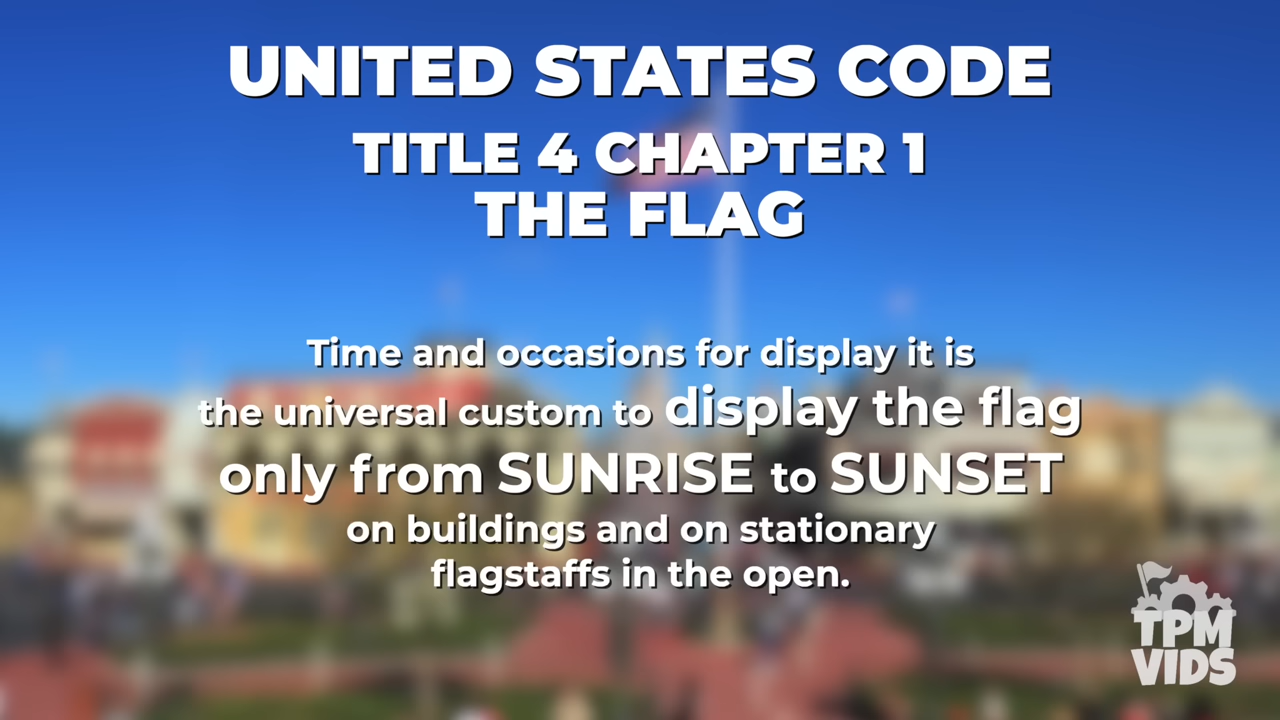 UNITED STATES CODE
TITLE 4 CHAPTER 1
THE FLAG
Time and occasions for display it is
the universal custom to display the flag
only from SUNRISE to SUNSET
on buildings and on stationary
flagstaffs in the open.
TPM
VIDS